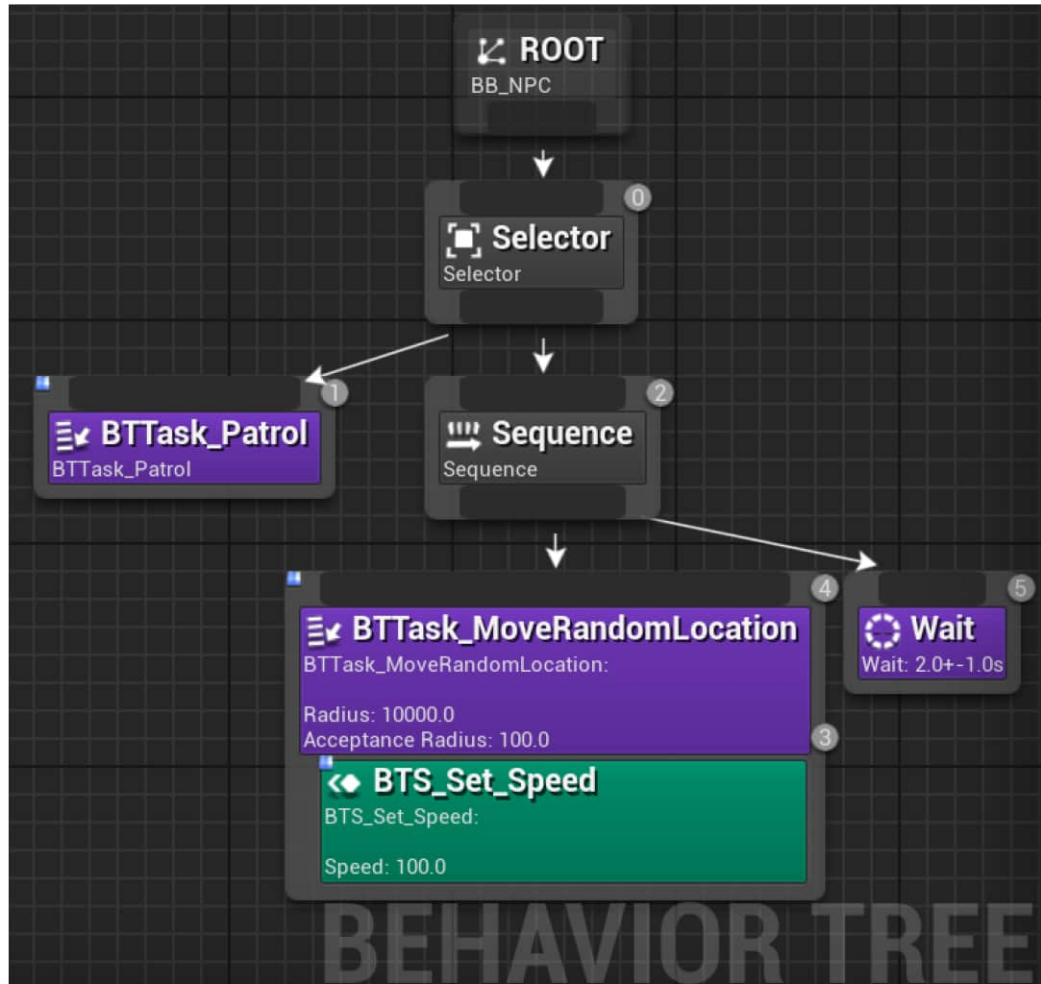 ROOT
BB_NPC
0
Selector
Selector
1
BTTask_Patrol
BTTask_Patrol
2
Sequence
Sequence
4
BTTask_MoveRandomLocation
BTTask_MoveRandomLocation:
Radius: 10000.0
Acceptance Radius: 100.0
3
BTS_Set_Speed
BTS_Set_Speed:
Speed: 100.0
5
Wait
Wait: 2.0+-1.0s
BEHAVIOR TREE